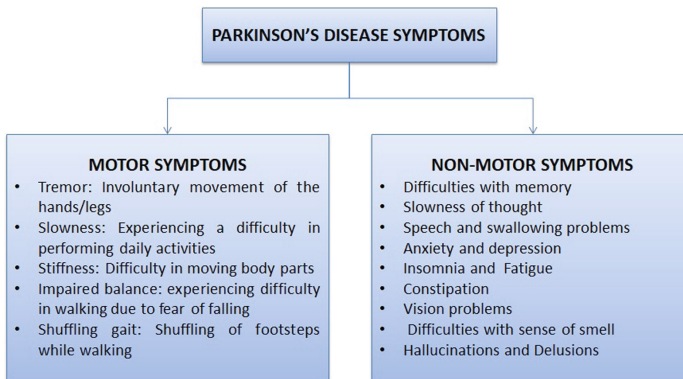 PARKINSON'S DISEASE SYMPTOMS
MOTOR SYMPTOMS
• Tremor: Involuntary movement of the
hands/legs
• Slowness: Experiencing a difficulty in
performing daily activities
• Stiffness: Difficulty in moving body parts
• Impaired balance: experiencing difficulty
in walking due to fear of falling
• Shuffling gait: Shuffling of footsteps
while walking
NON-MOTOR SYMPTOMS
• Difficulties with memory
• Slowness of thought
• Speech and swallowing problems
• Anxiety and depression
• Insomnia and Fatigue
• Constipation
• Vision problems
• Difficulties with sense of smell
• Hallucinations and Delusions